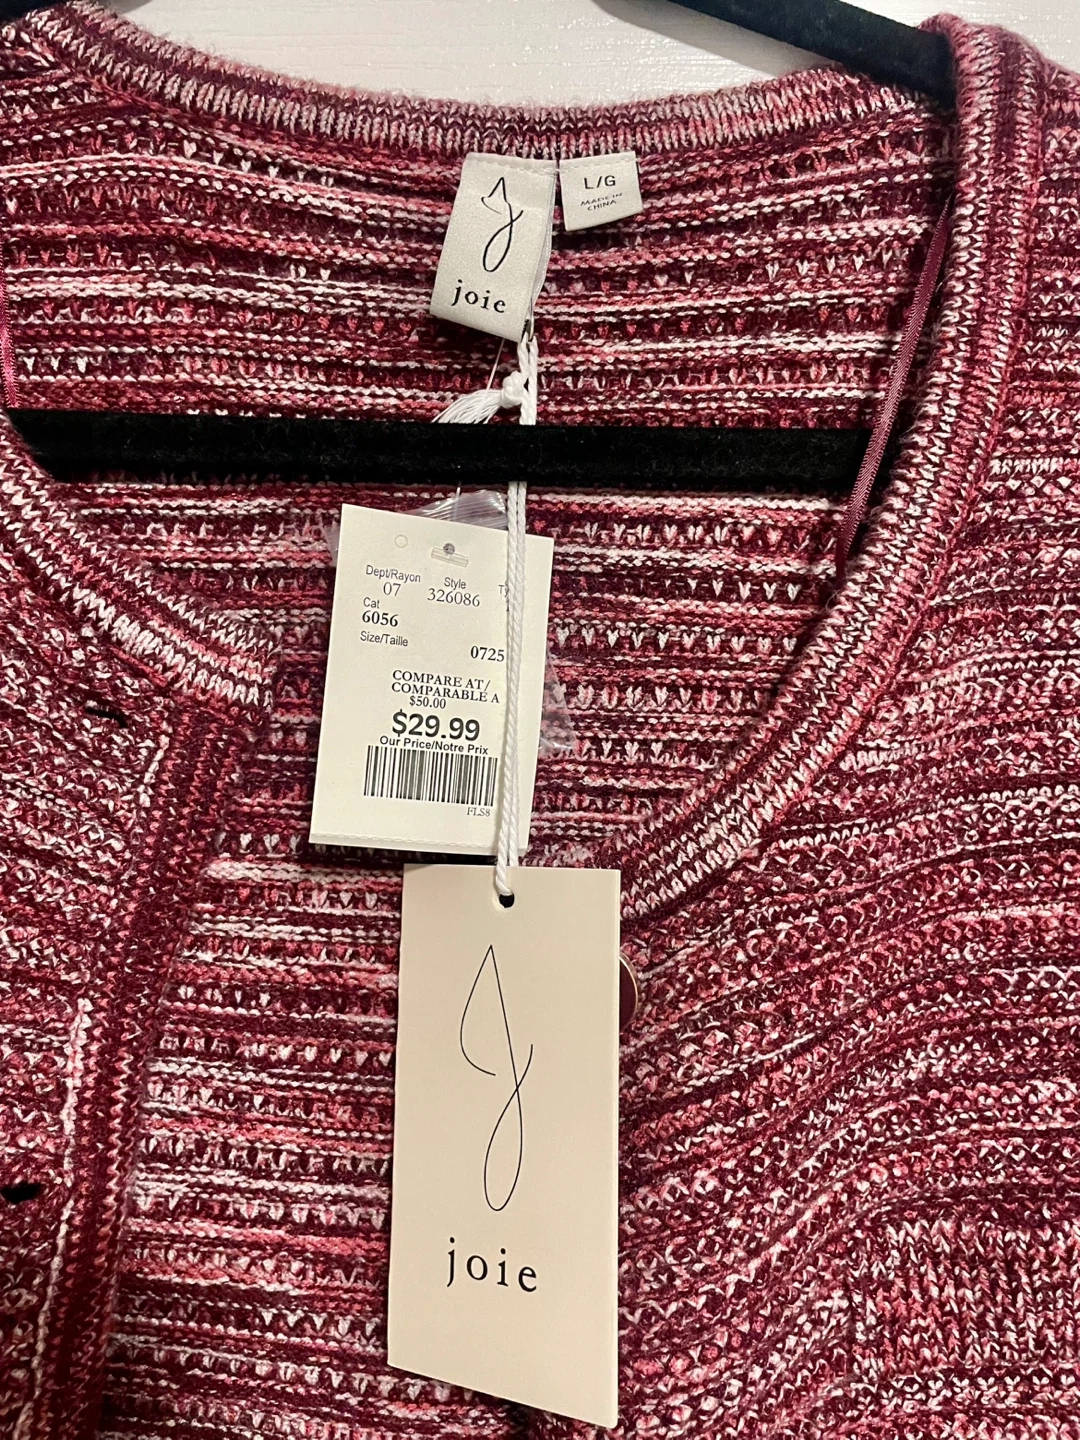 joie
L/G
MADE IN
CHINA
Dept/Rayon Style
07 326086
Cat
6056
Size/Taille
0725
COMPARE AT/
COMPARABLE A
$50.00
$29.99
Our Price/Notre Prix
FLS8
joie